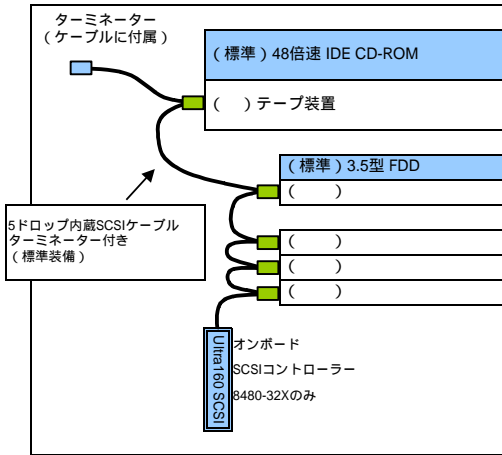 ターミネーター
（ケーブルに付属）
（標準）48倍速 IDE CD-ROM
（　）テープ装置
（標準）3.5型 FDD
（　　）
5ドロップ内蔵SCSIケーブル
ターミネーター付き
（標準装備）
（　　）
（　　）
（　　）
Ultra160 SCSI
オンボード
SCSIコントローラー
8480-32Xのみ